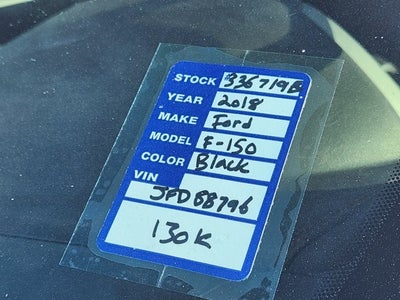 STOCK 336719B
YEAR 2018
MAKE Ford
MODEL F-150
COLOR Black
VIN
JFD88796
130K